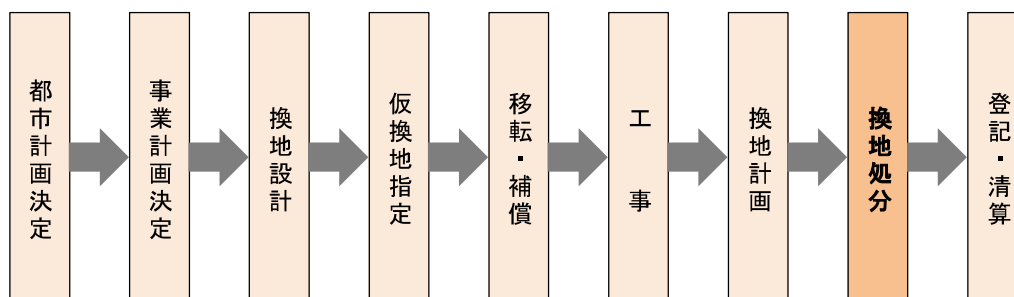 都市計画決定
事業計画決定
換地設計
仮換地指定
移転・補償
工事
換地計画
換地処分
登記・清算